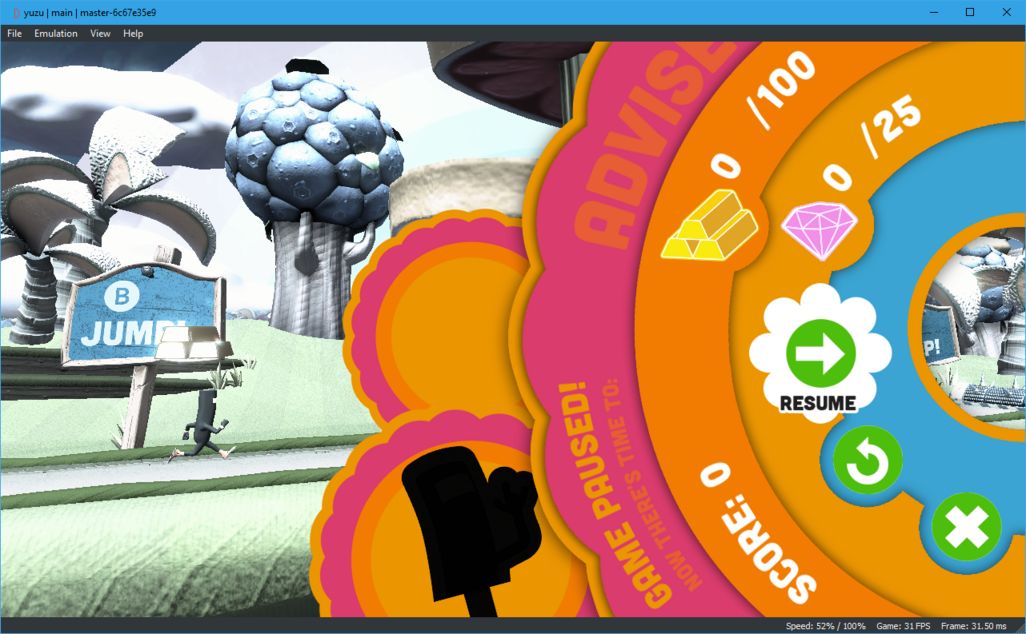 yuzu | main | master-6c67e35e9
File Emulation View Help
B
JUMP!
ADVISE
0 /100
0 /25
P!
RESUME
GAME PAUSED!
NOW THERE'S TIME TO:
SCORE: 0
Speed: 52% / 100% Game: 31 FPS Frame: 31.50 ms